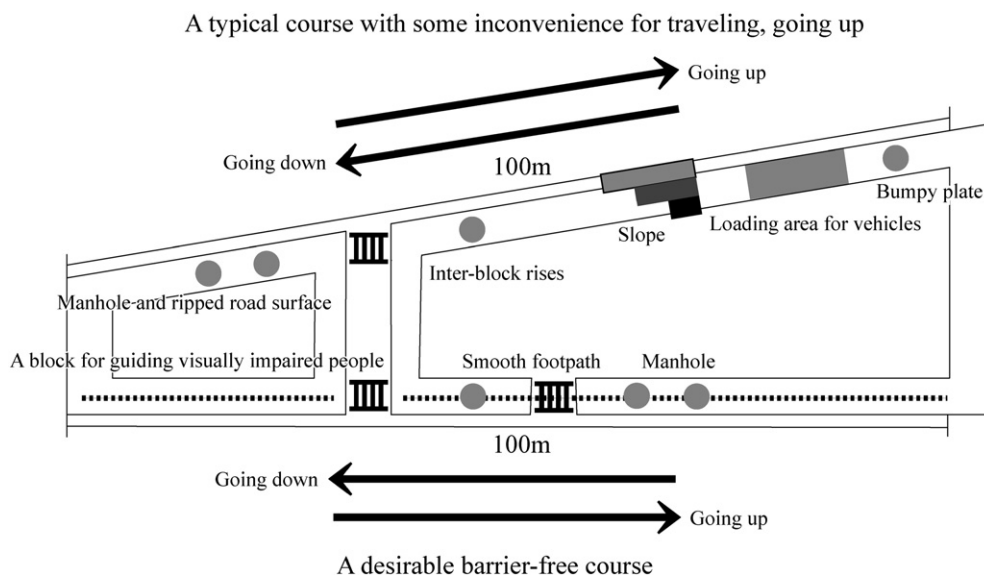 A typical course with some inconvenience for traveling, going up
Going up
Going down
100m
Bumpy plate
Slope
Loading area for vehicles
Inter-block rises
Manhole and ripped road surface
A block for guiding visually impaired people
Smooth footpath
Manhole
100m
Going down
Going up
A desirable barrier-free course